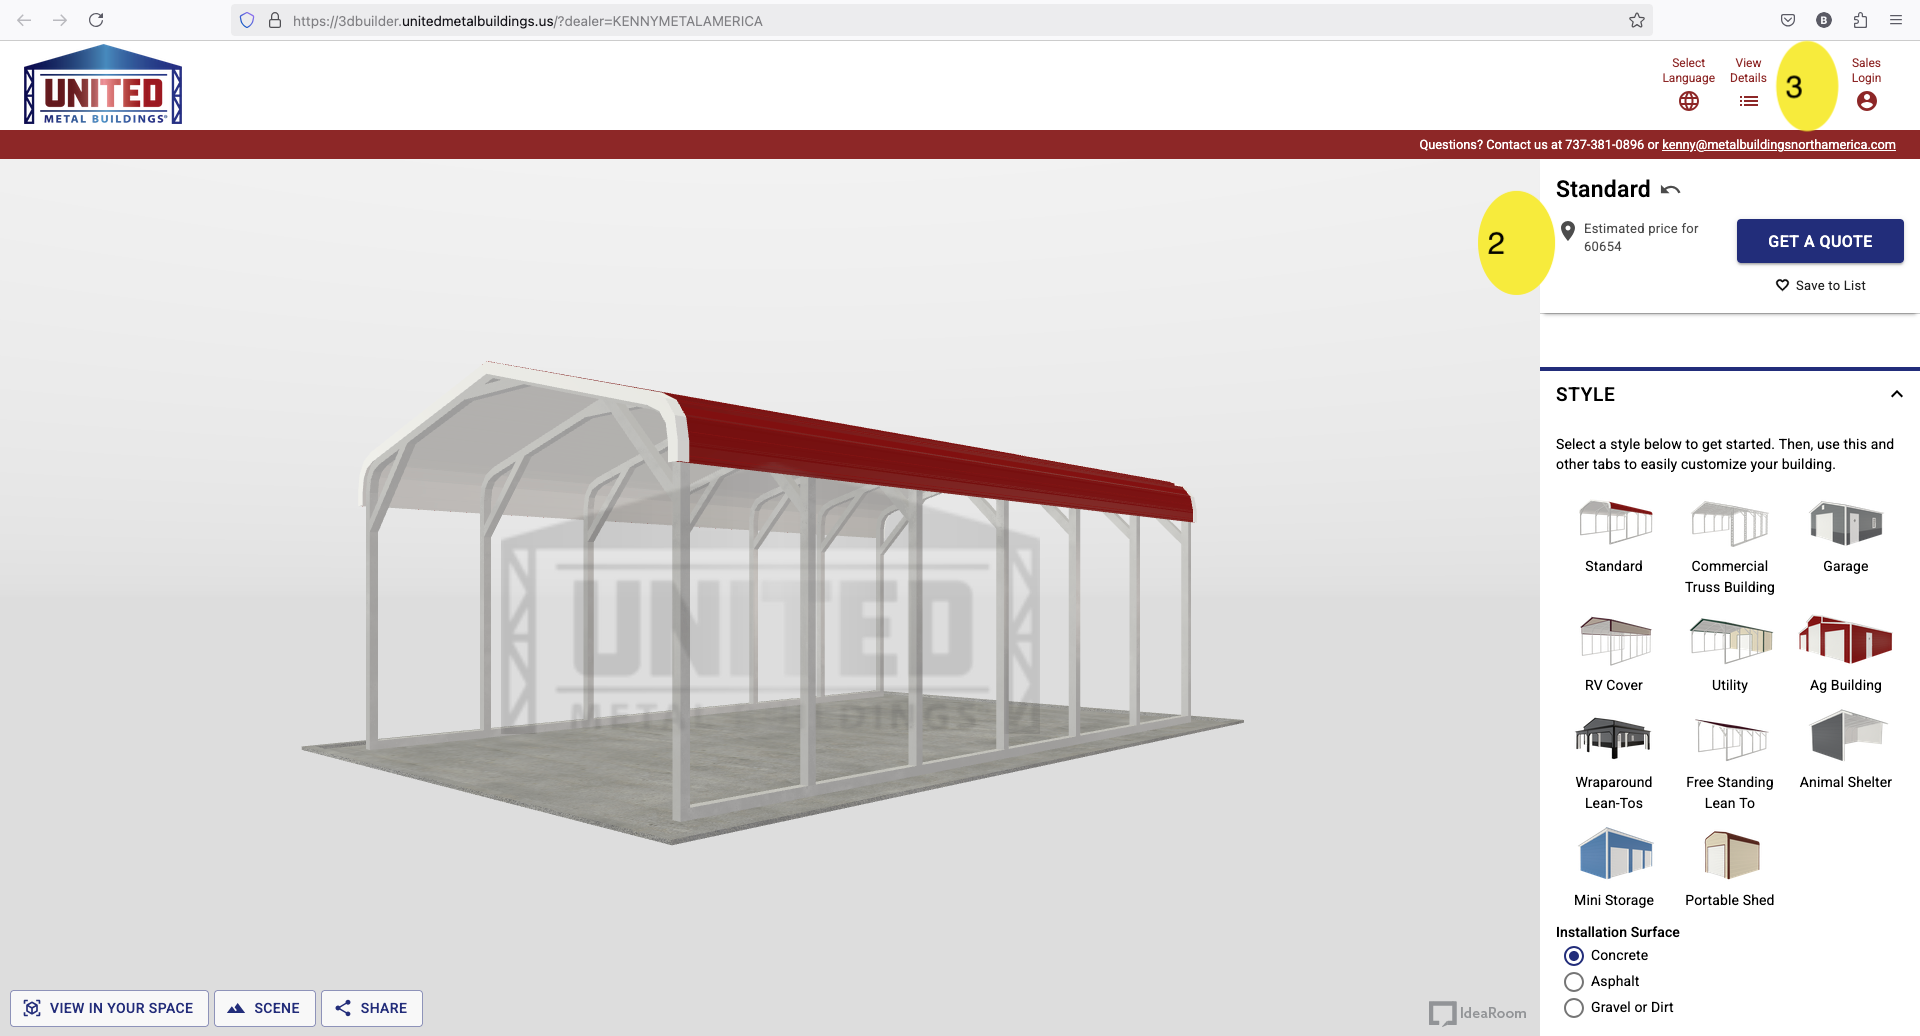 https://3dbuilder.unitedmetalbuildings.us/?dealer=KENNYMETALAMERICA
B
UNITED
METAL BUILDINGS®
Select
Language
View
Details
3
Sales
Login
Questions? Contact us at 737-381-0896 or kenny@metalbuildingsnorthamerica.com
Standard
2
Estimated price for
60654
GET A QUOTE
Save to List
STYLE
Select a style below to get started. Then, use this and
other tabs to easily customize your building.
Standard
Commercial
Truss Building
Garage
RV Cover
Utility
Ag Building
Wraparound
Lean-Tos
Free Standing
Lean To
Animal Shelter
Mini Storage
Portable Shed
Installation Surface
Concrete
Asphalt
Gravel or Dirt
UNITED
METAL BUILDINGS
VIEW IN YOUR SPACE
SCENE
SHARE
IdeaRoom